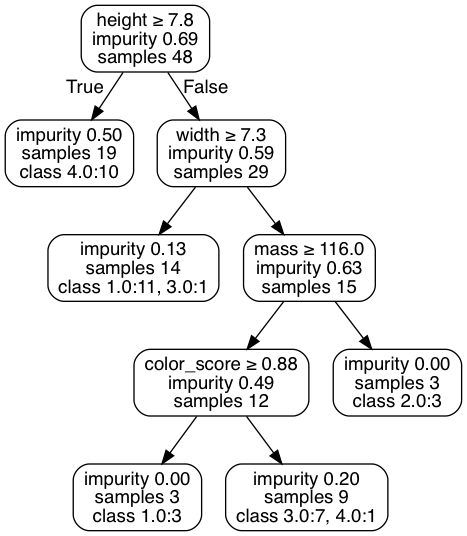 height ≥ 7.8
impurity 0.69
samples 48
True
False
impurity 0.50
samples 19
class 4.0:10
width ≥ 7.3
impurity 0.59
samples 29
impurity 0.13
samples 14
class 1.0:11, 3.0:1
mass ≥ 116.0
impurity 0.63
samples 15
color_score ≥ 0.88
impurity 0.49
samples 12
impurity 0.00
samples 3
class 2.0:3
impurity 0.00
samples 3
class 1.0:3
impurity 0.20
samples 9
class 3.0:7, 4.0:1